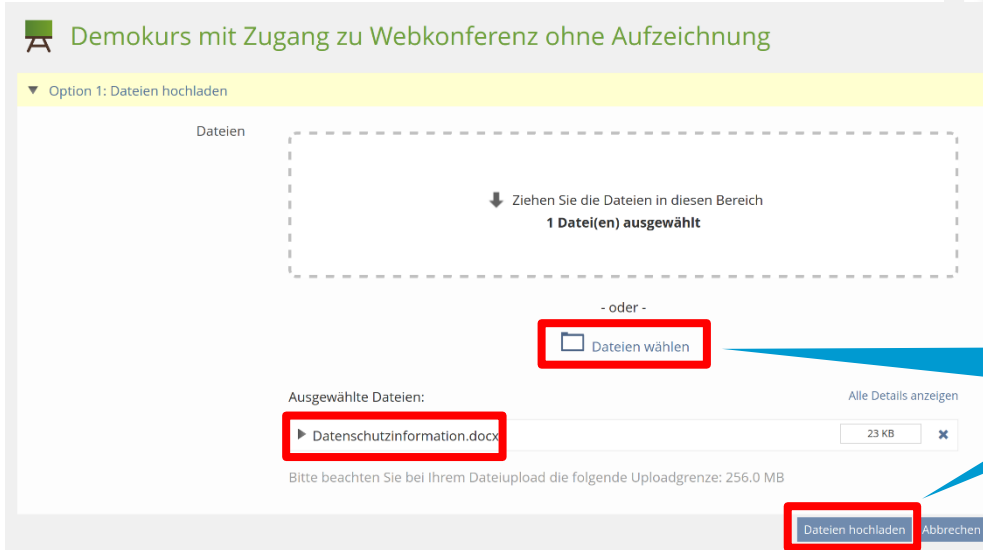 Demokurs mit Zugang zu Webkonferenz ohne Aufzeichnung
Option 1: Dateien hochladen
Dateien
Ziehen Sie die Dateien in diesen Bereich
1 Datei(en) ausgewählt
- oder -
Dateien wählen
Ausgewählte Dateien:
Alle Details anzeigen
Datenschutzinformation.docx
23 KB
Bitte beachten Sie bei Ihrem Dateiupload die folgende Uploadgrenze: 256.0 MB
Dateien hochladen
Abbrechen